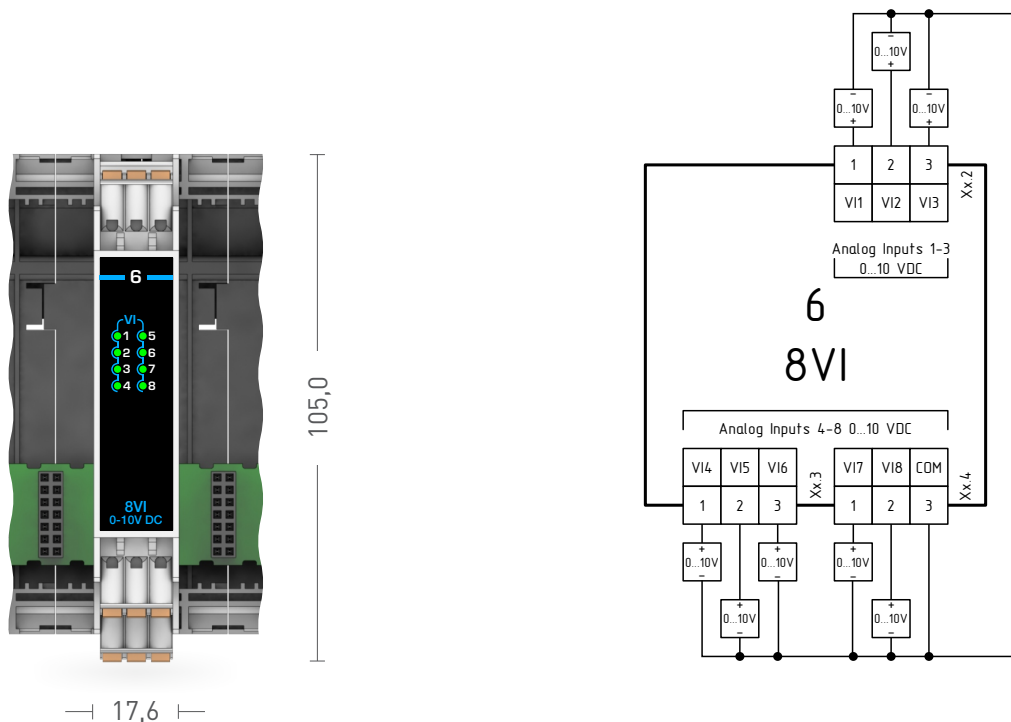 6
VI
1 5
2 6
3 7
4 8
8VI
0-10V DC
105,0
17,6
−
0...10V
+
−
0...10V
+
−
0...10V
+
1 2 3
VI1 VI2 VI3
Xx.2
Analog Inputs 1-3
0...10 VDC
6
8VI
Analog Inputs 4-8 0...10 VDC
VI4 VI5 VI6
1 2 3
Xx.3
VI7 VI8 COM
1 2 3
Xx.4
+
0...10V
−
+
0...10V
−
+
0...10V
−
+
0...10V
−
+
0...10V
−